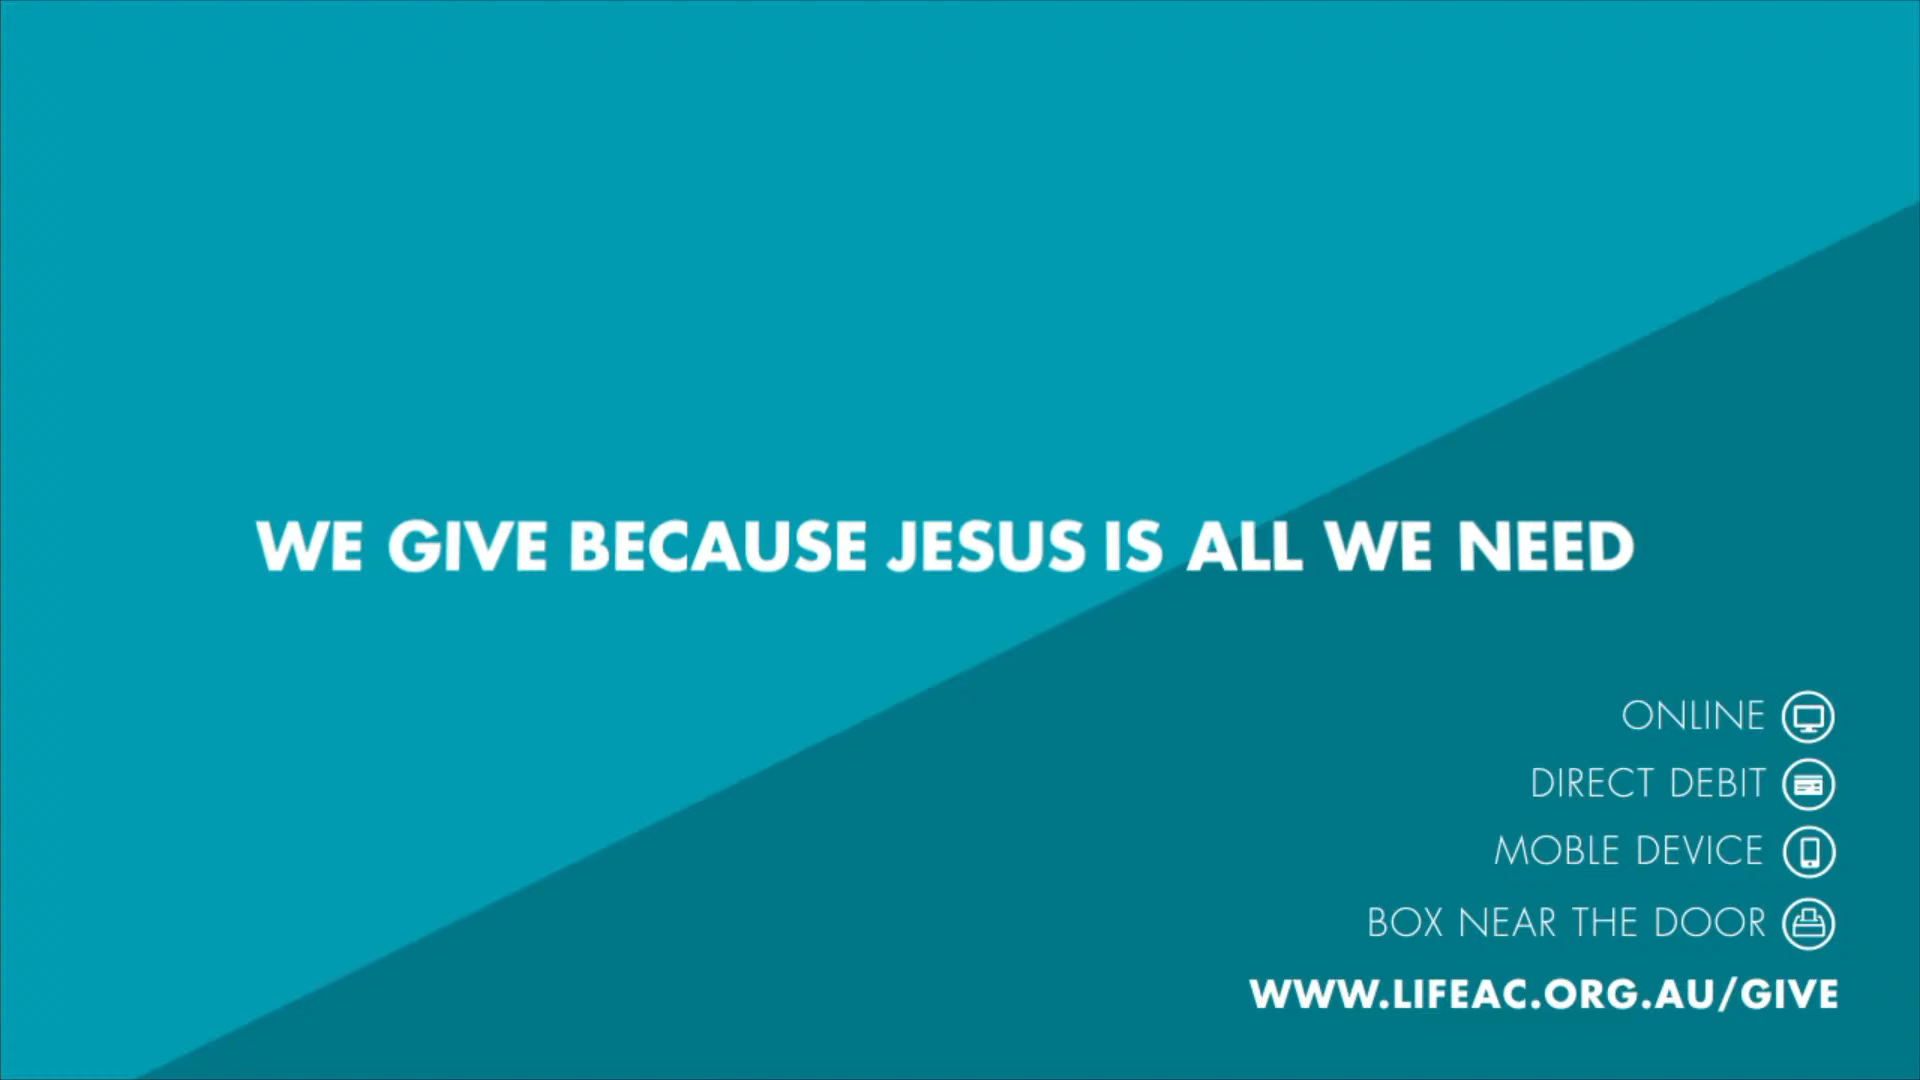 WE GIVE BECAUSE JESUS IS ALL WE NEED
ONLINE
DIRECT DEBIT
MOBLE DEVICE
BOX NEAR THE DOOR
WWW.LIFEAC.ORG.AU/GIVE